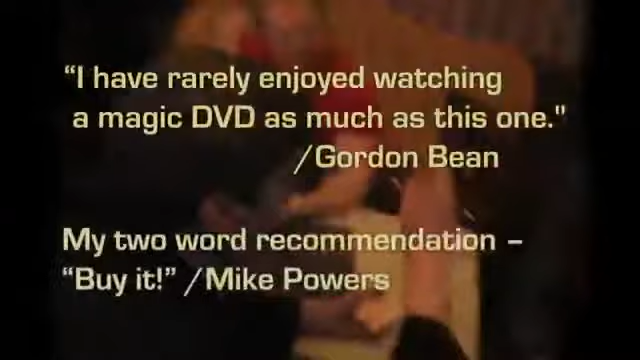 “I have rarely enjoyed watching
a magic DVD as much as this one."
/Gordon Bean
My two word recommendation –
“Buy it!” /Mike Powers